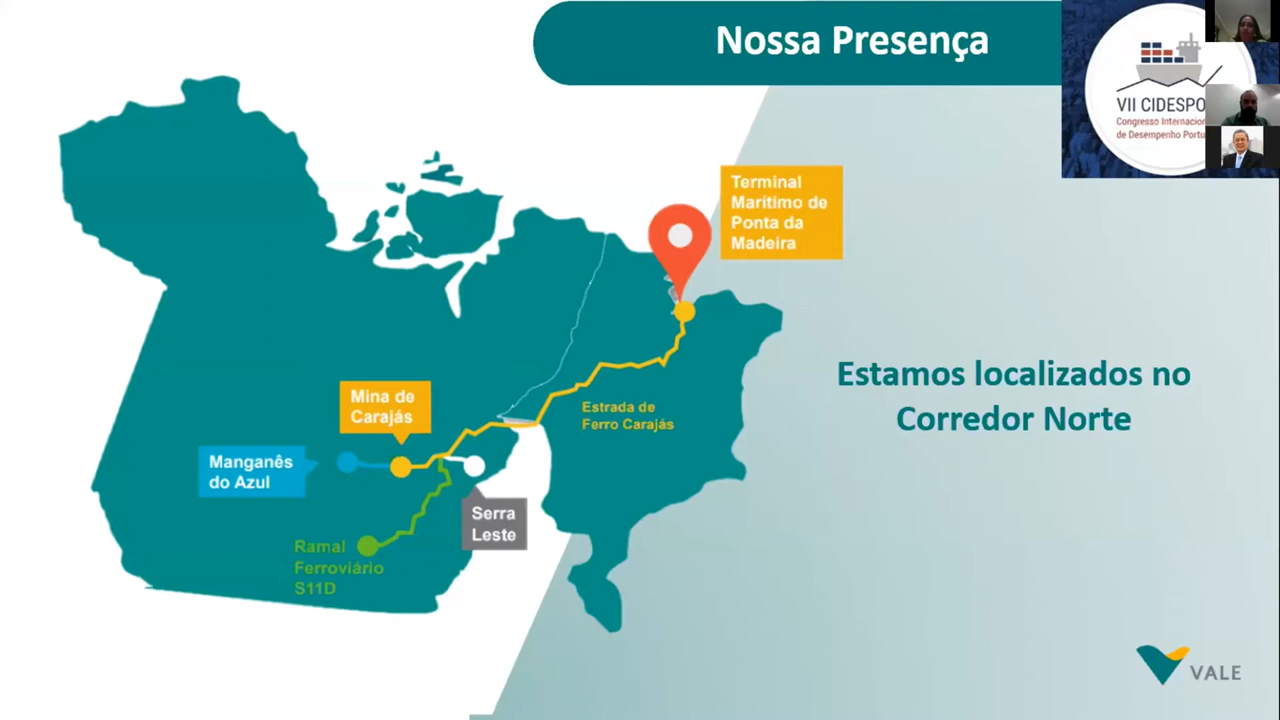 Nossa Presença
VII CIDESPO
Congresso Internacion
de Desempenho Portu
Terminal
Marítimo de
Ponta da
Madeira
Estamos localizados no
Corredor Norte
Mina de
Carajás
Estrada de
Ferro Carajás
Manganês
do Azul
Serra
Leste
Ramal
Ferroviário
S11D
VALE